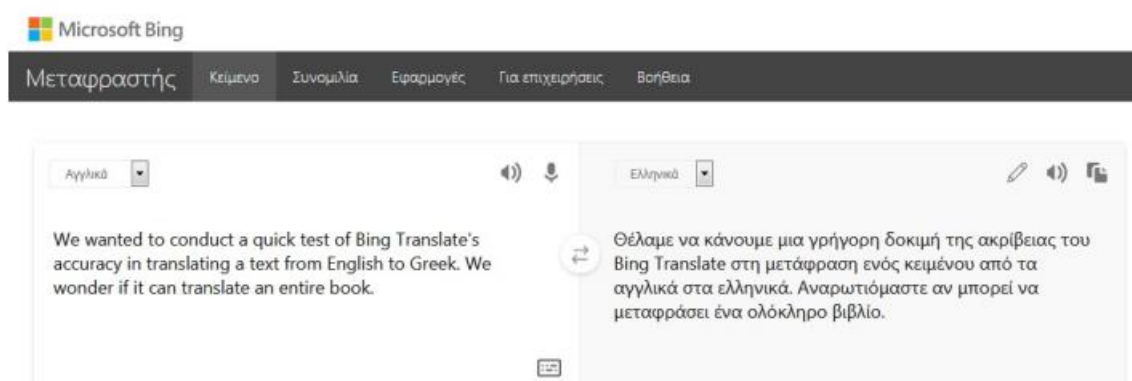 Microsoft Bing
Μεταφραστής Κείμενο Συνομιλία Εφαρμογές Για επιχειρήσεις Βοήθεια
Αγγλικά
We wanted to conduct a quick test of Bing Translate's
accuracy in translating a text from English to Greek. We
wonder if it can translate an entire book.
Ελληνικά
Θέλαμε να κάνουμε μια γρήγορη δοκιμή της ακρίβειας του
Bing Translate στη μετάφραση ενός κειμένου από τα
αγγλικά στα ελληνικά. Αναρωτιόμαστε αν μπορεί να
μεταφράσει ένα ολόκληρο βιβλίο.